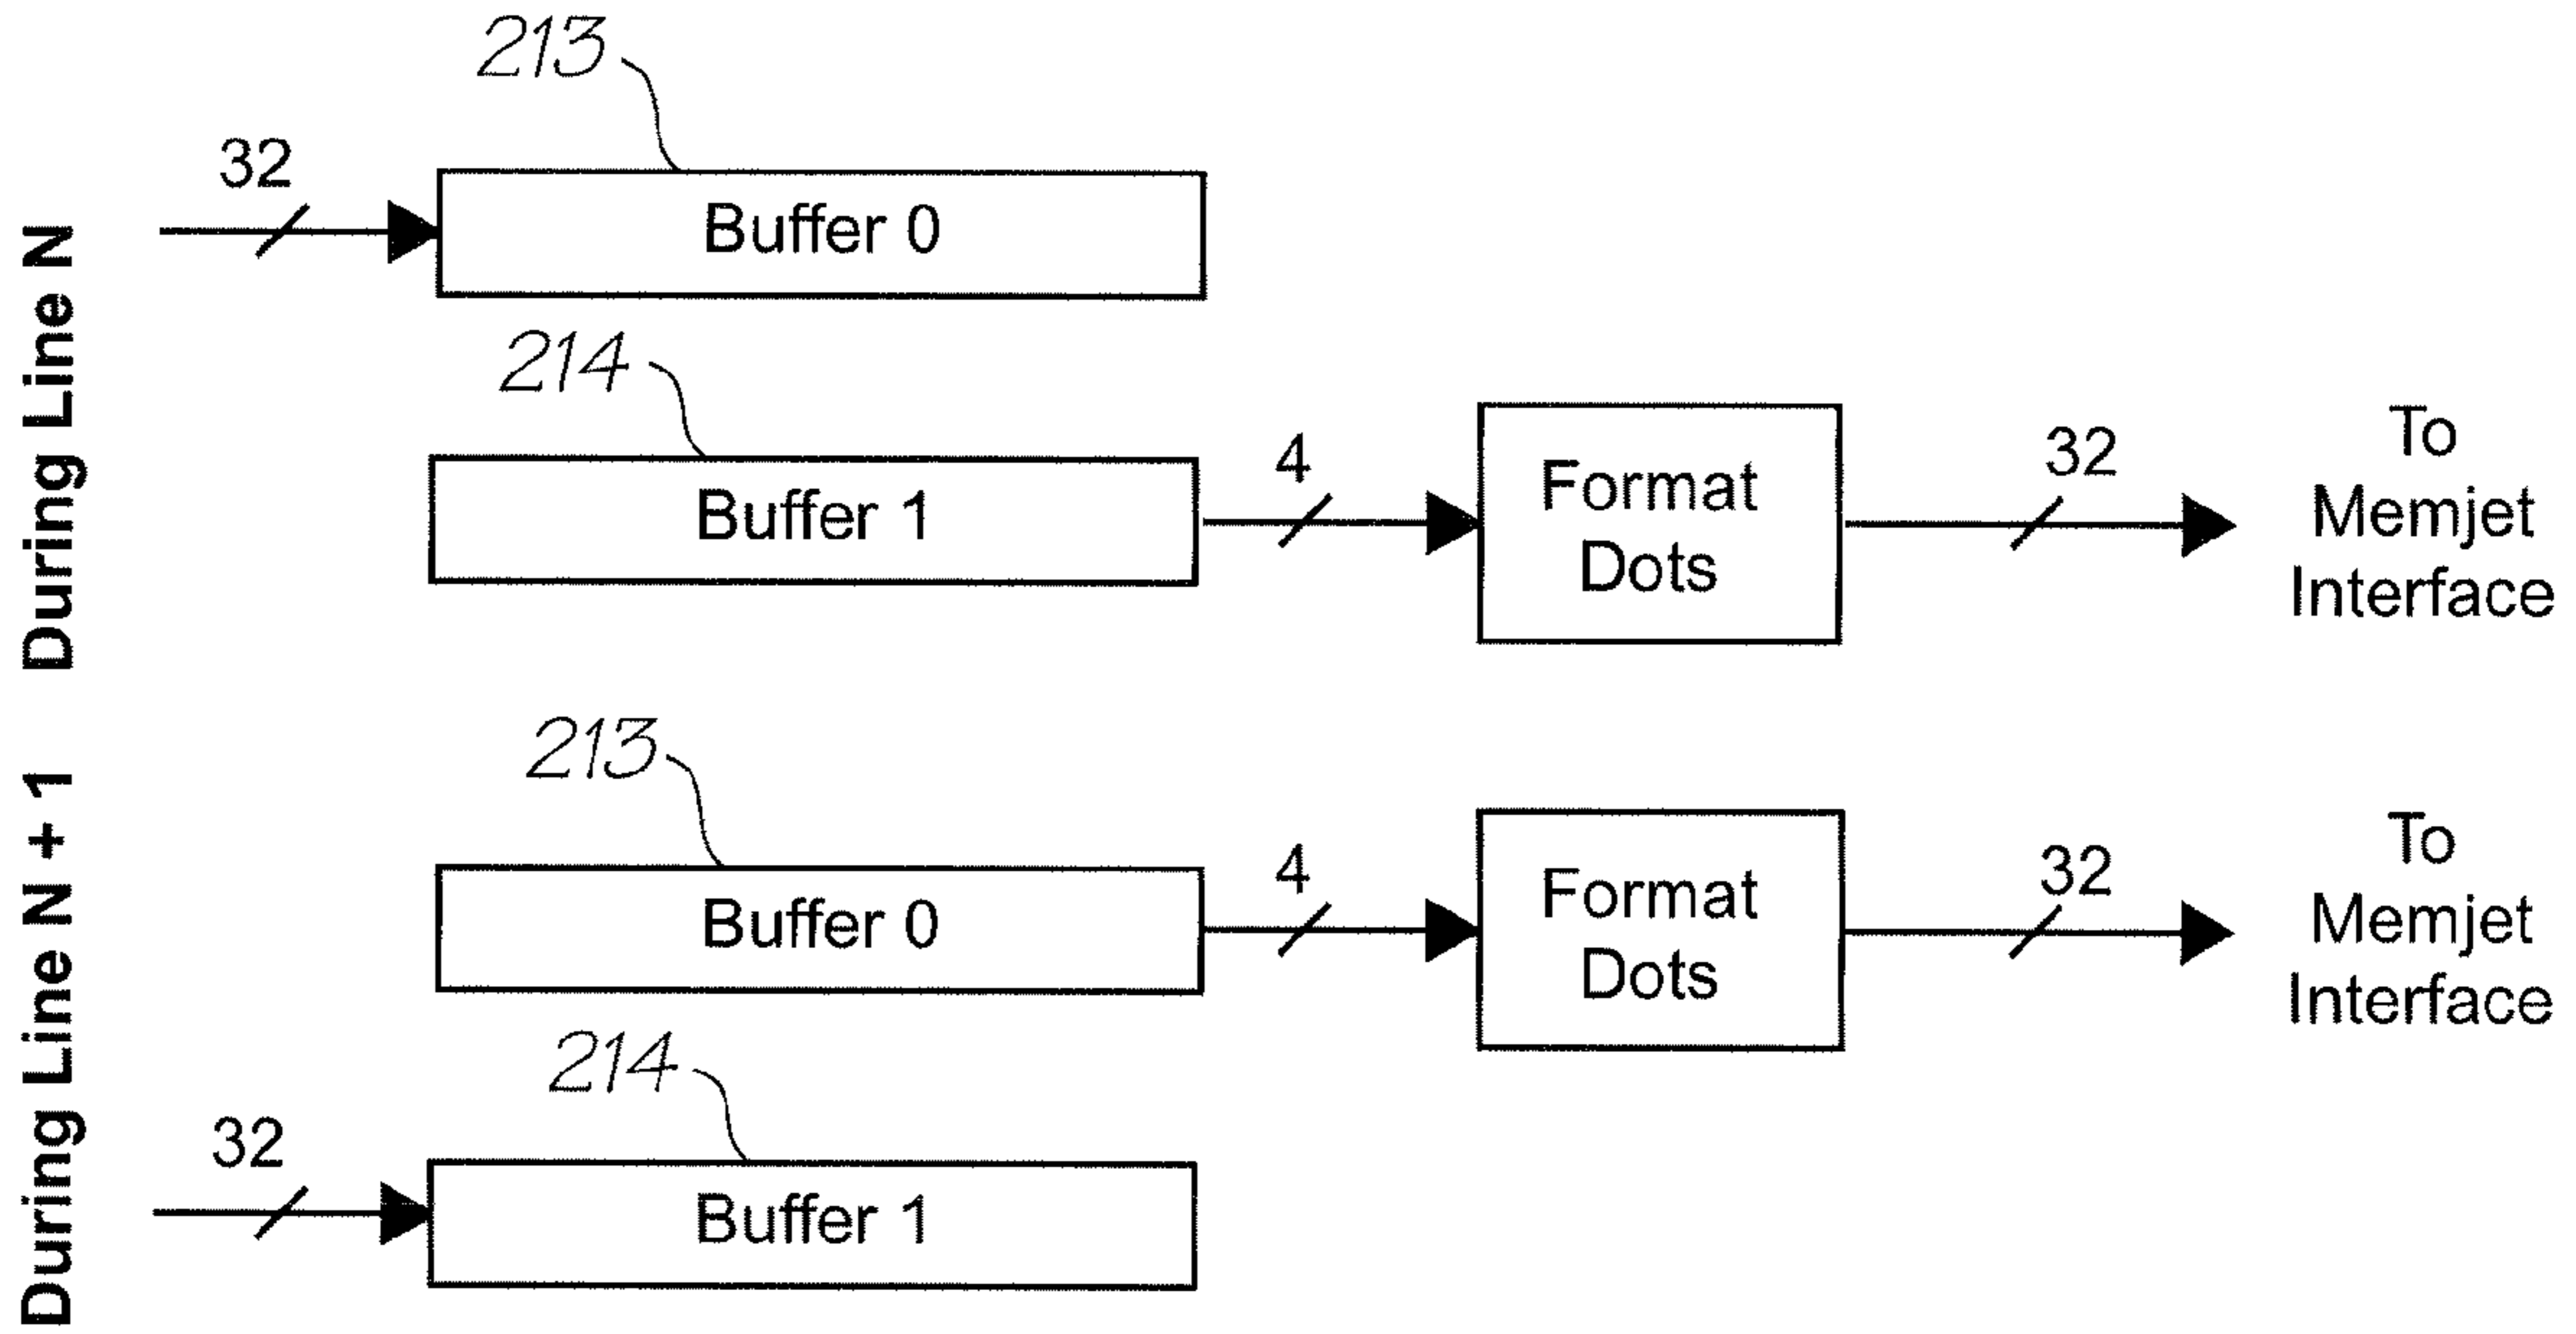 During Line N
213
32
Buffer 0
214
Buffer 1
4
Format
Dots
32
To
Memjet
Interface
During Line N + 1
213
Buffer 0
4
Format
Dots
32
To
Memjet
Interface
214
32
Buffer 1